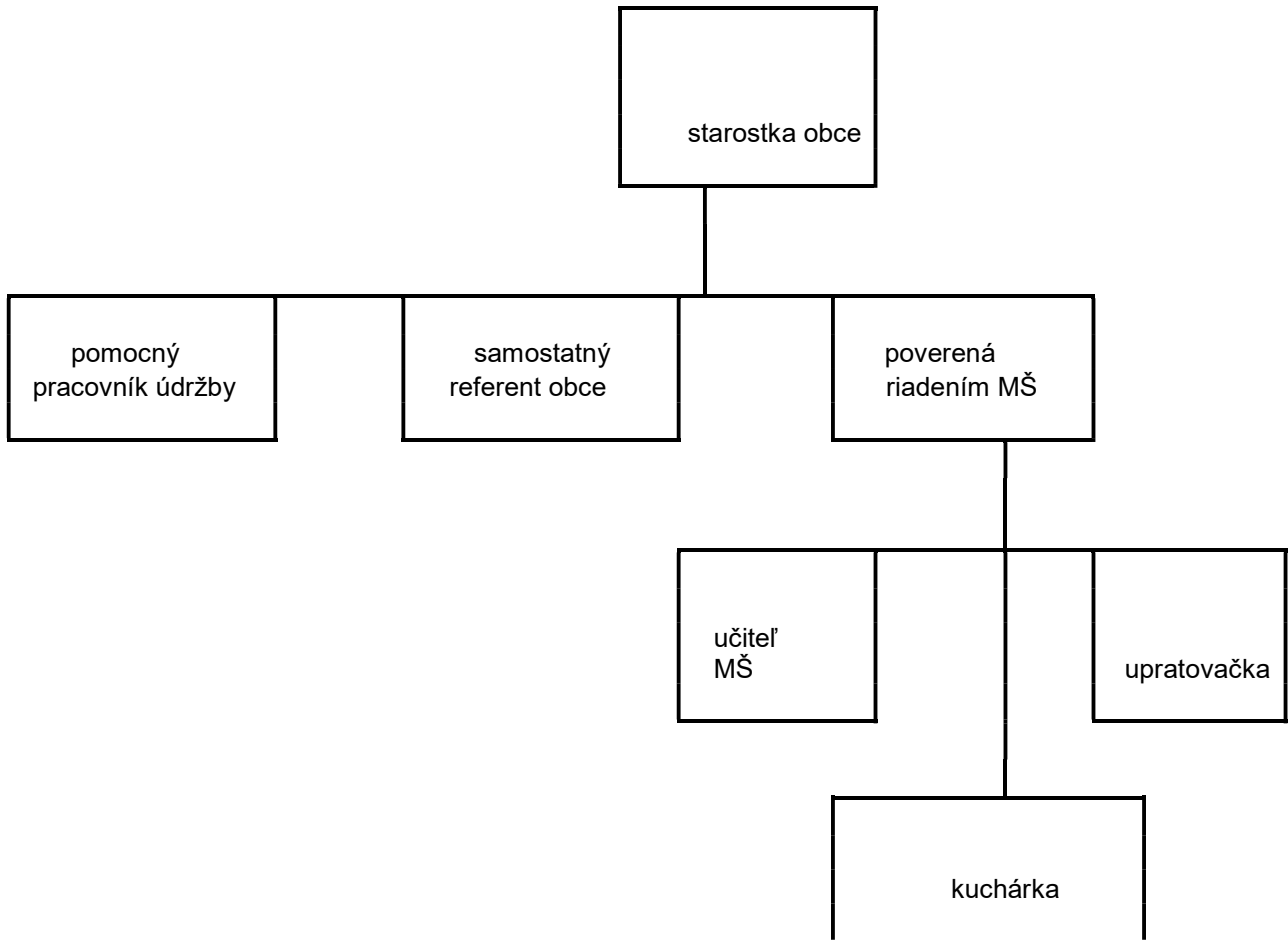 starostka obce
pomocný
pracovník údržby
samostatný
referent obce
poverená
riadením MŠ
učiteľ
MŠ
upratovačka
kuchárka